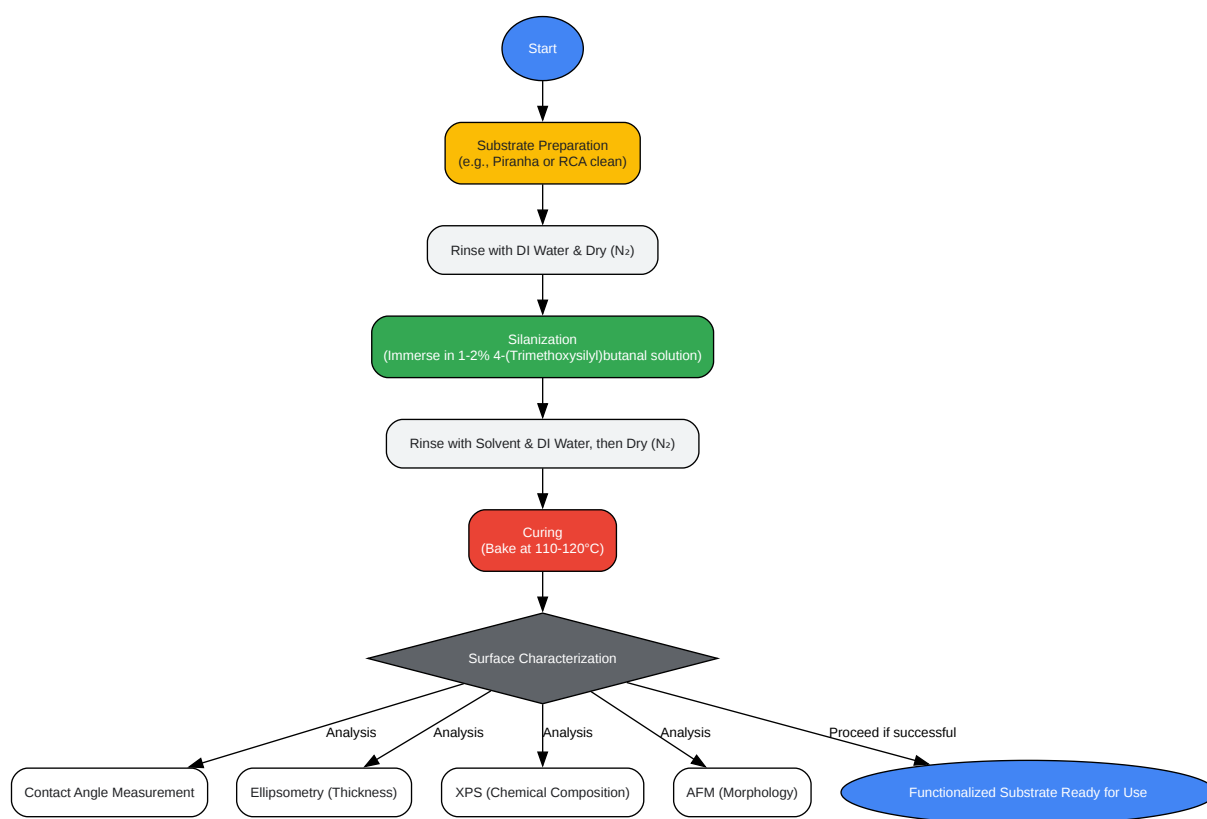 Start
Substrate Preparation
(e.g., Piranha or RCA clean)
Rinse with DI Water & Dry (N₂)
Silanization
(Immerse in 1-2% 4-(Trimethoxysilyl)butanal solution)
Rinse with Solvent & DI Water, then Dry (N₂)
Curing
(Bake at 110-120°C)
Surface Characterization
Analysis
Analysis
Analysis
Analysis
Proceed if successful
Contact Angle Measurement
Ellipsometry (Thickness)
XPS (Chemical Composition)
AFM (Morphology)
Functionalized Substrate Ready for Use